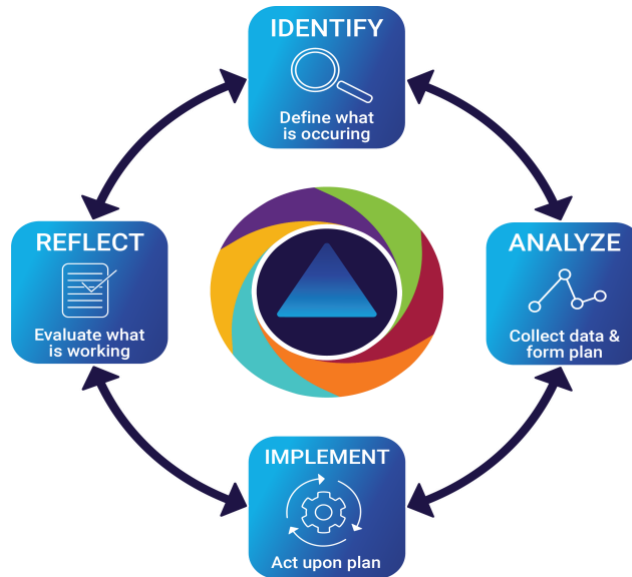 IDENTIFY
Define what
is occuring
REFLECT
Evaluate what
is working
ANALYZE
Collect data &
form plan
IMPLEMENT
Act upon plan